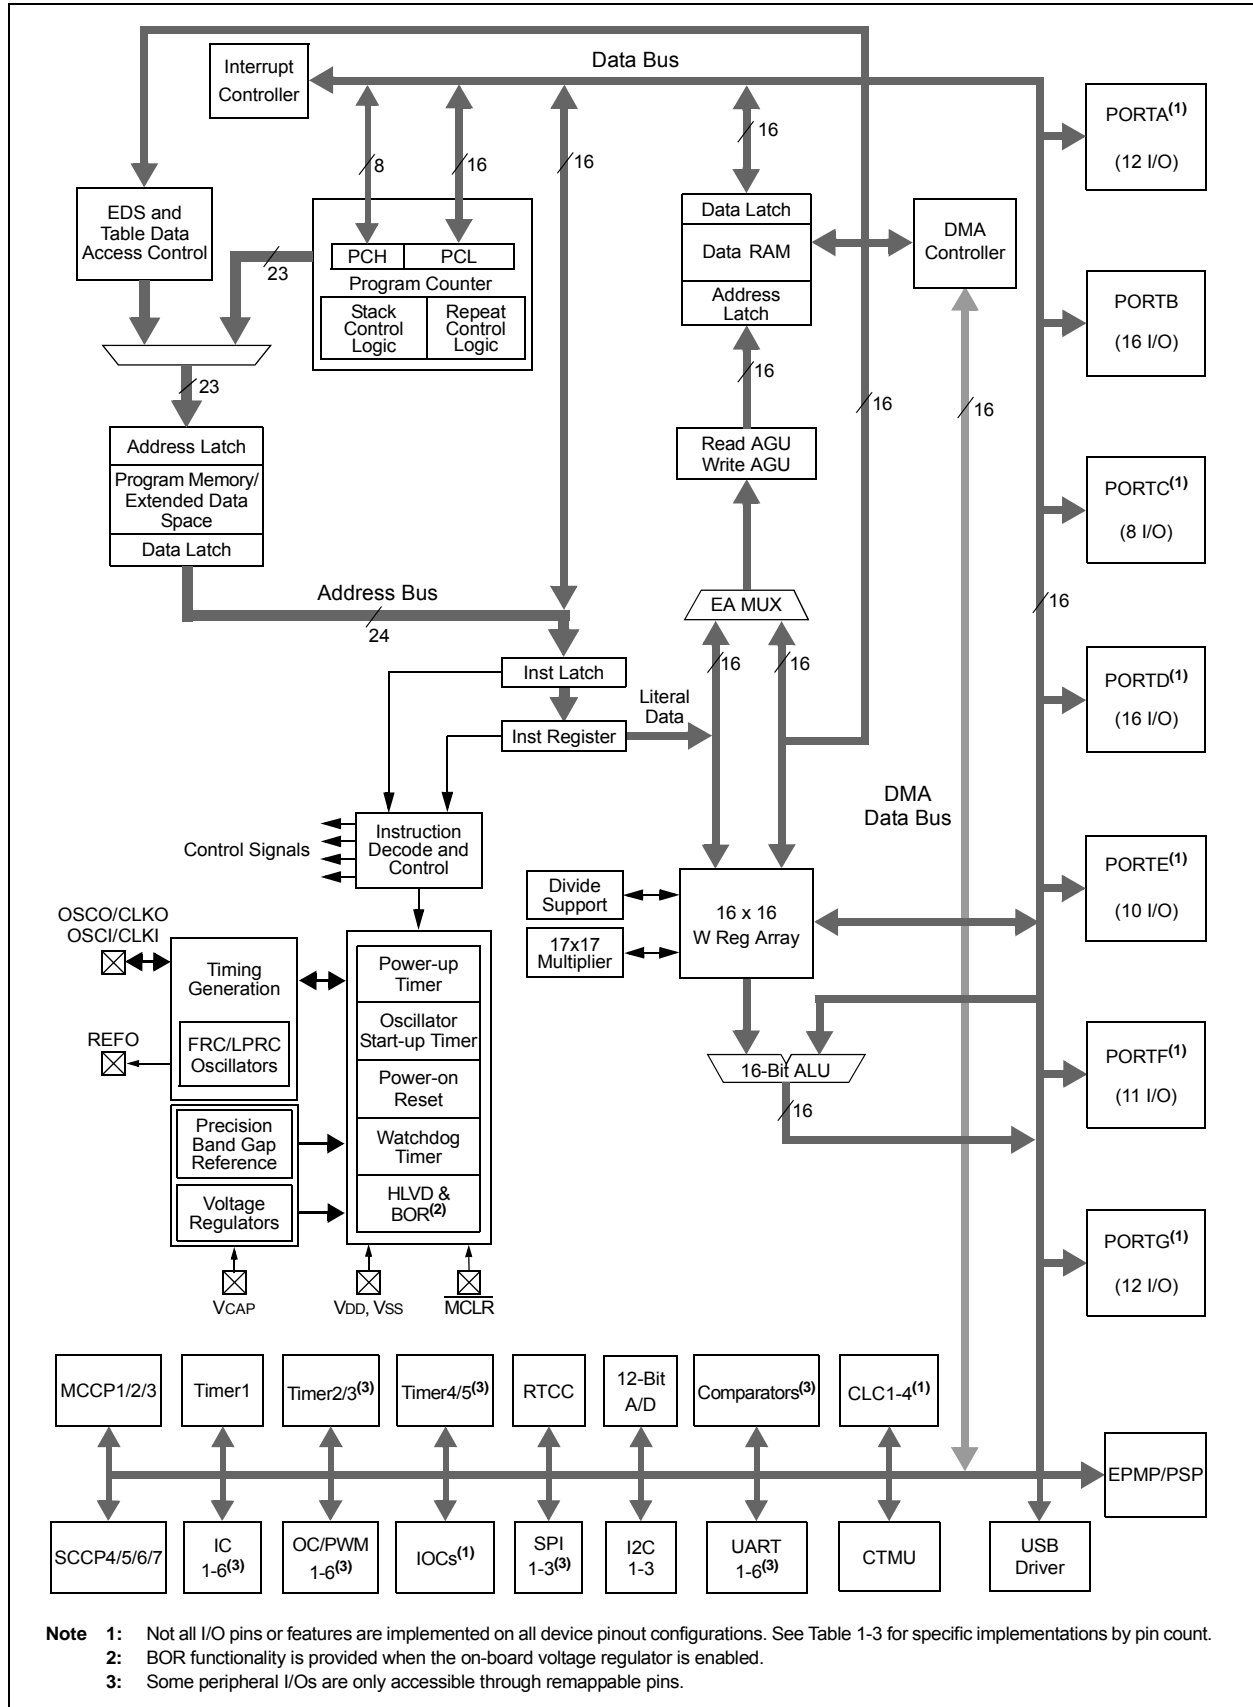 Data Bus
Interrupt
Controller
8
16
16
16
PORTA(1)
(12 I/O)
EDS and
Table Data
Access Control
23
PCH
PCL
Program Counter
Stack
Control
Logic
Repeat
Control
Logic
Data Latch
Data RAM
Address
Latch
DMA
Controller
PORTB
(16 I/O)
23
16
16
16
Address Latch
Program Memory/
Extended Data
Space
Data Latch
Read AGU
Write AGU
PORTC(1)
(8 I/O)
Address Bus
24
EA MUX
16
16
16
Inst Latch
Literal
Data
Inst Register
PORTD(1)
(16 I/O)
DMA
Data Bus
Control Signals
Instruction
Decode and
Control
Divide
Support
17x17
Multiplier
16 x 16
W Reg Array
PORTE(1)
(10 I/O)
OSCO/CLKO
OSCI/CLKI
Timing
Generation
REFO
FRC/LPRC
Oscillators
Power-up
Timer
Oscillator
Start-up Timer
Power-on
Reset
Watchdog
Timer
HLVD &
BOR(2)
Precision
Band Gap
Reference
Voltage
Regulators
16-Bit ALU
16
PORTF(1)
(11 I/O)
PORTG(1)
(12 I/O)
VCAP
VDD, VSS
MCLR
MCCP1/2/3
Timer1
Timer2/3(3)
Timer4/5(3)
RTCC
12-Bit
A/D
Comparators(3)
CLC1-4(1)
EPMP/PSP
SCCP4/5/6/7
IC
1-6(3)
OC/PWM
1-6(3)
IOCs(1)
SPI
1-3(3)
I2C
1-3
UART
1-6(3)
CTMU
USB
Driver
Note 1: Not all I/O pins or features are implemented on all device pinout configurations. See Table 1-3 for specific implementations by pin count.
2: BOR functionality is provided when the on-board voltage regulator is enabled.
3: Some peripheral I/Os are only accessible through remappable pins.